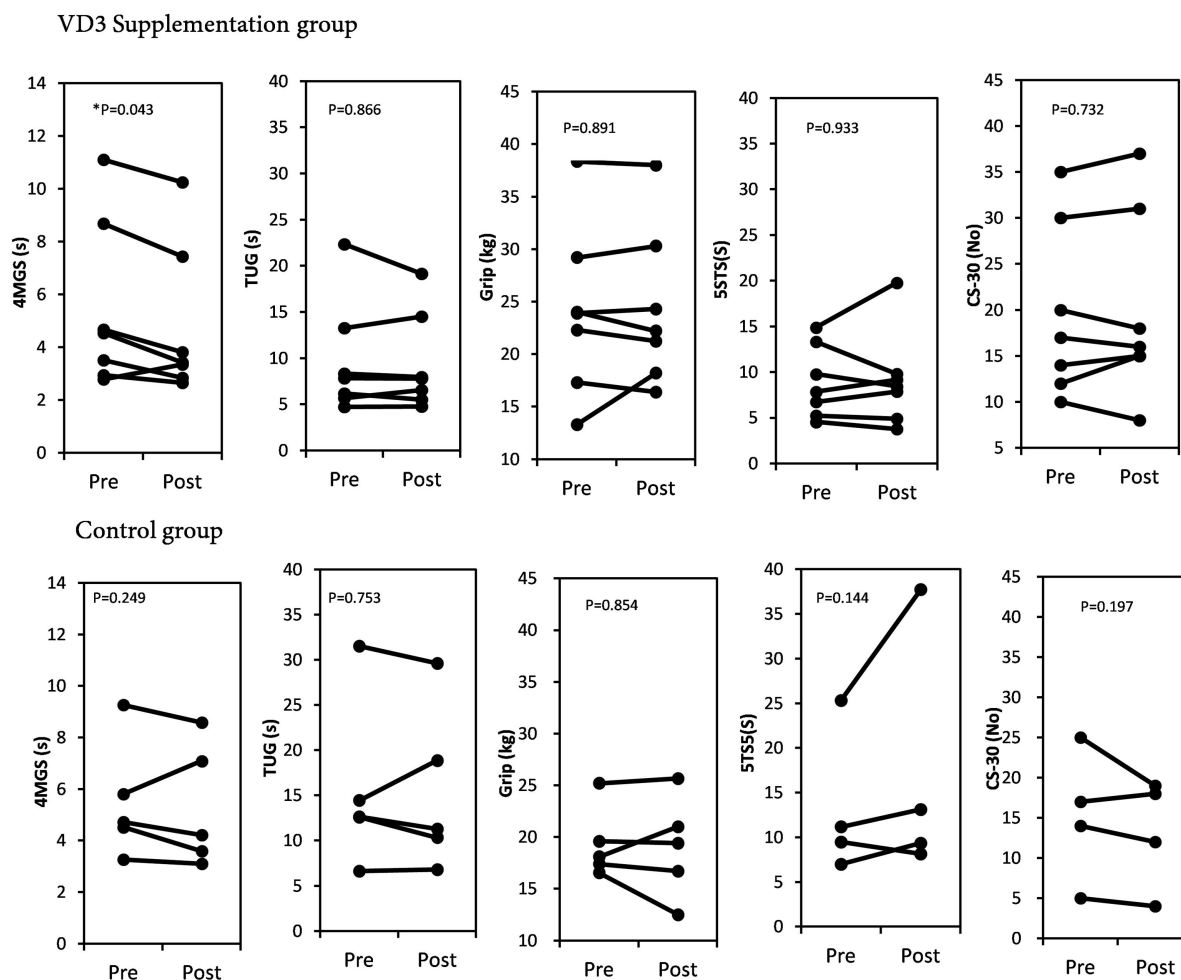 VD3 Supplementation group
14
12
10
8
6
4
2
0
4MGS (s)
*P=0.043
Pre Post
40
35
30
25
20
15
10
5
0
TUG (s)
P=0.866
Pre Post
45
40
35
30
25
20
15
10
Grip (kg)
P=0.891
Pre Post
40
35
30
25
20
15
10
5
0
5STS(S)
P=0.933
Pre Post
45
40
35
30
25
20
15
10
5
CS-30 (No)
P=0.732
Pre Post
Control group
14
12
10
8
6
4
2
0
4MGS (s)
P=0.249
Pre Post
40
35
30
25
20
15
10
5
0
TUG (s)
P=0.753
Pre Post
45
40
35
30
25
20
15
10
Grip (kg)
P=0.854
Pre Post
40
35
30
25
20
15
10
5
0
5TS5(S)
P=0.144
Pre Post
45
40
35
30
25
20
15
10
5
0
CS-30 (No)
P=0.197
Pre Post